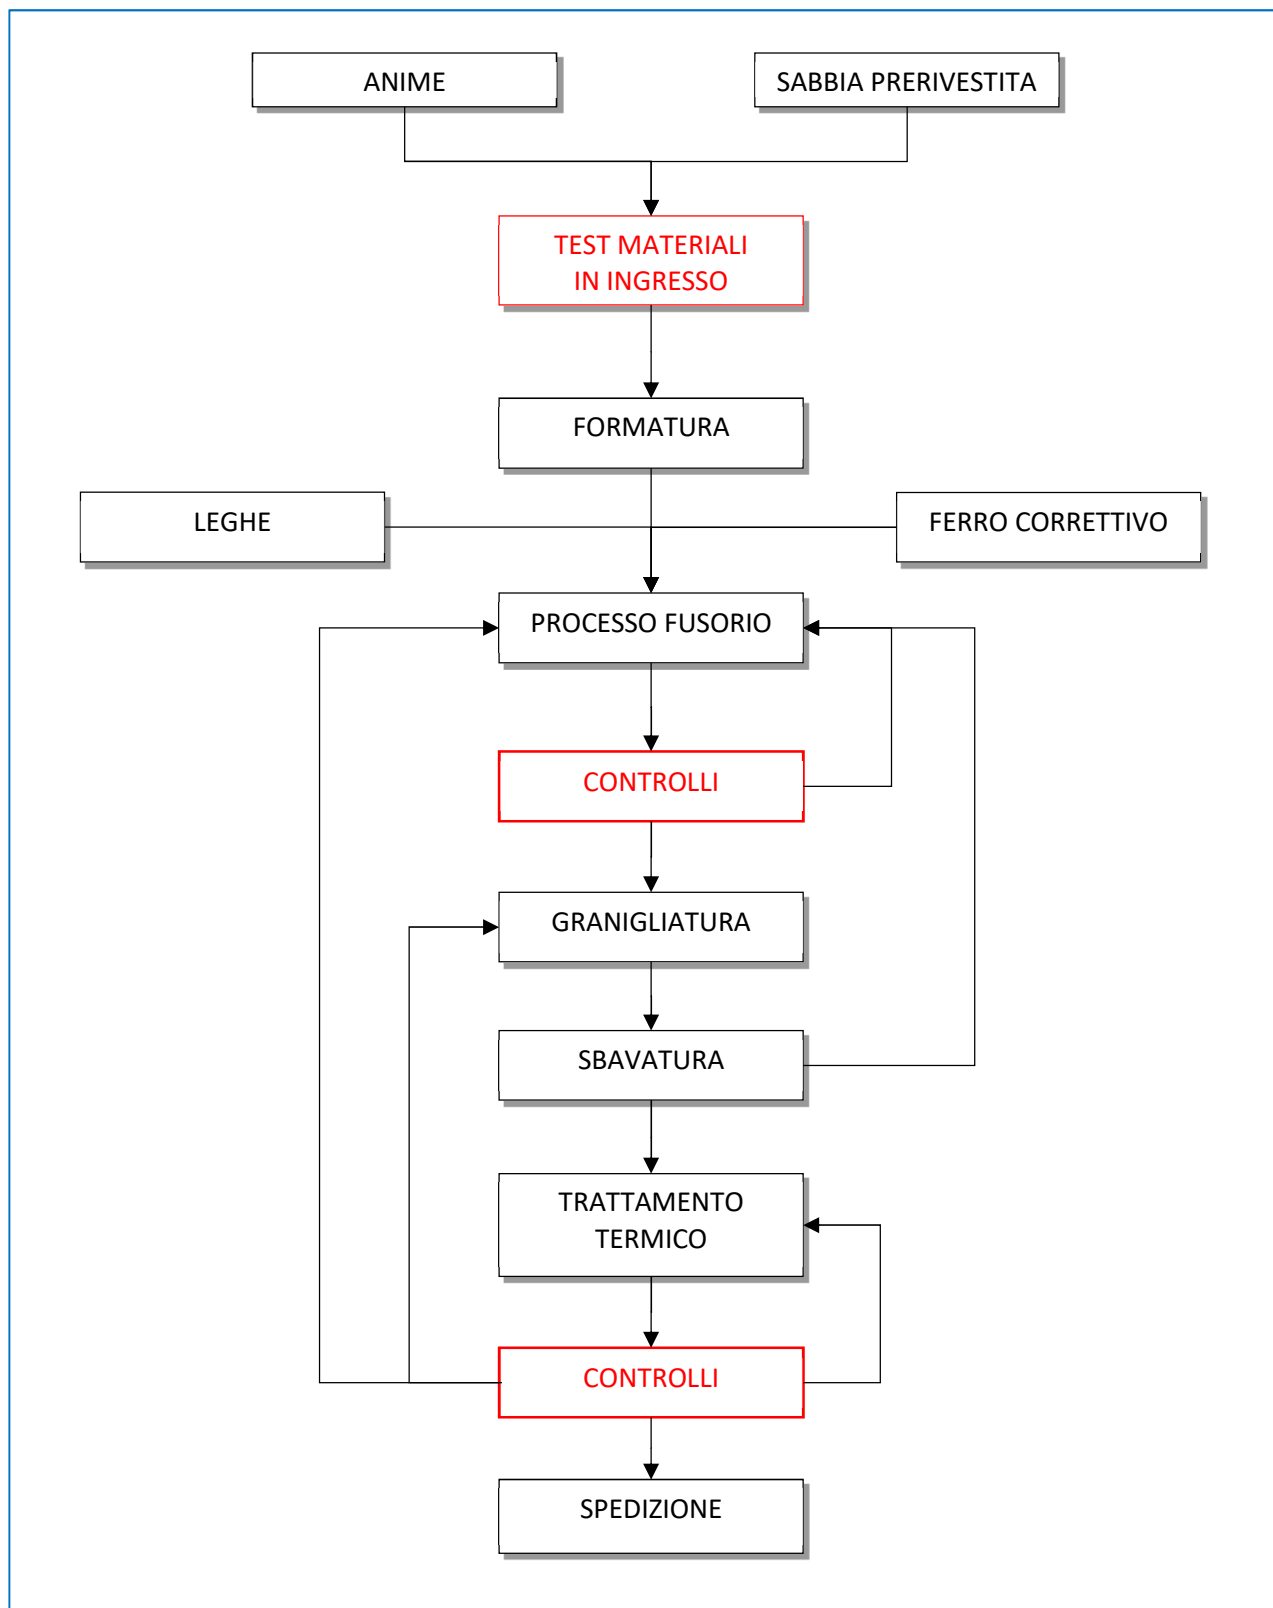 ANIME
SABBIA PRERIVESTITA
TEST MATERIALI
IN INGRESSO
FORMATURA
LEGHE
FERRO CORRETTIVO
PROCESSO FUSORIO
CONTROLLI
GRANIGLIATURA
SBAVATURA
TRATTAMENTO
TERMICO
CONTROLLI
SPEDIZIONE